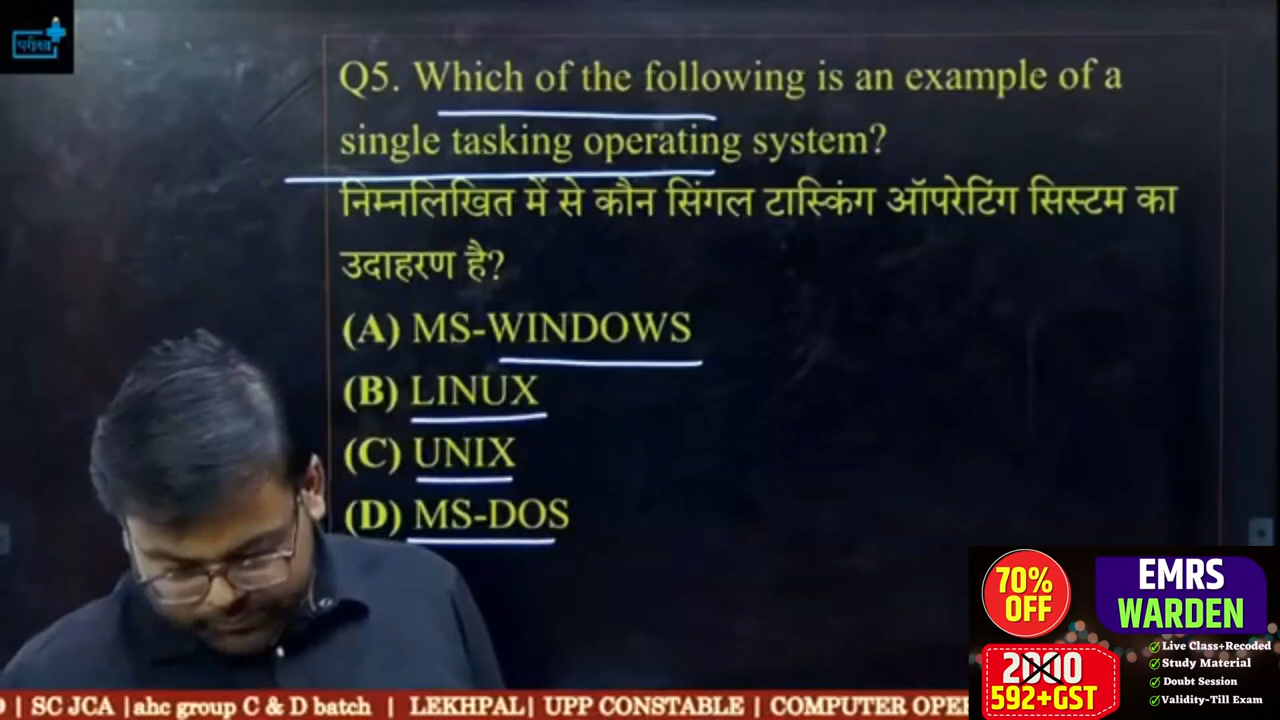 परीक्षा
Q5. Which of the following is an example of a
single tasking operating system?
निम्नलिखित में से कौन सिंगल टास्किंग ऑपरेटिंग सिस्टम का
उदाहरण है?
(A) MS-WINDOWS
(B) LINUX
(C) UNIX
(D) MS-DOS
70%
OFF
EMRS
WARDEN
2000
592+GST
Live Class+Recoded
Study Material
Doubt Session
Validity-Till Exam
| SC JCA |ahc group C & D batch | LEKHPAL| UPP CONSTABLE | COMPUTER OPE